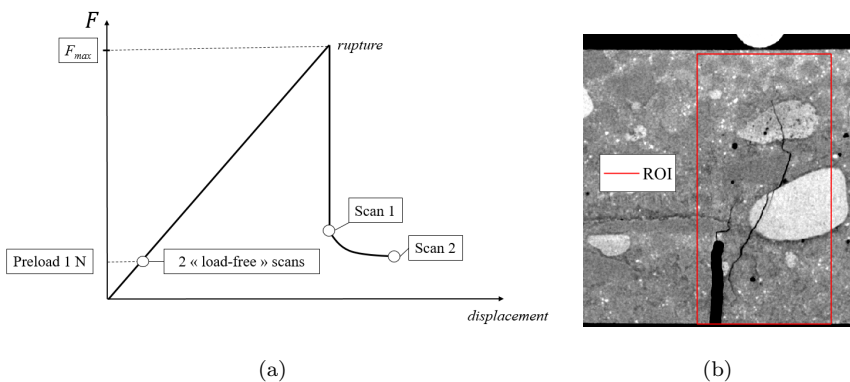 F
F_max
rupture
Scan 1
Scan 2
Preload 1 N
2 « load-free » scans
displacement
ROI
(a)
(b)